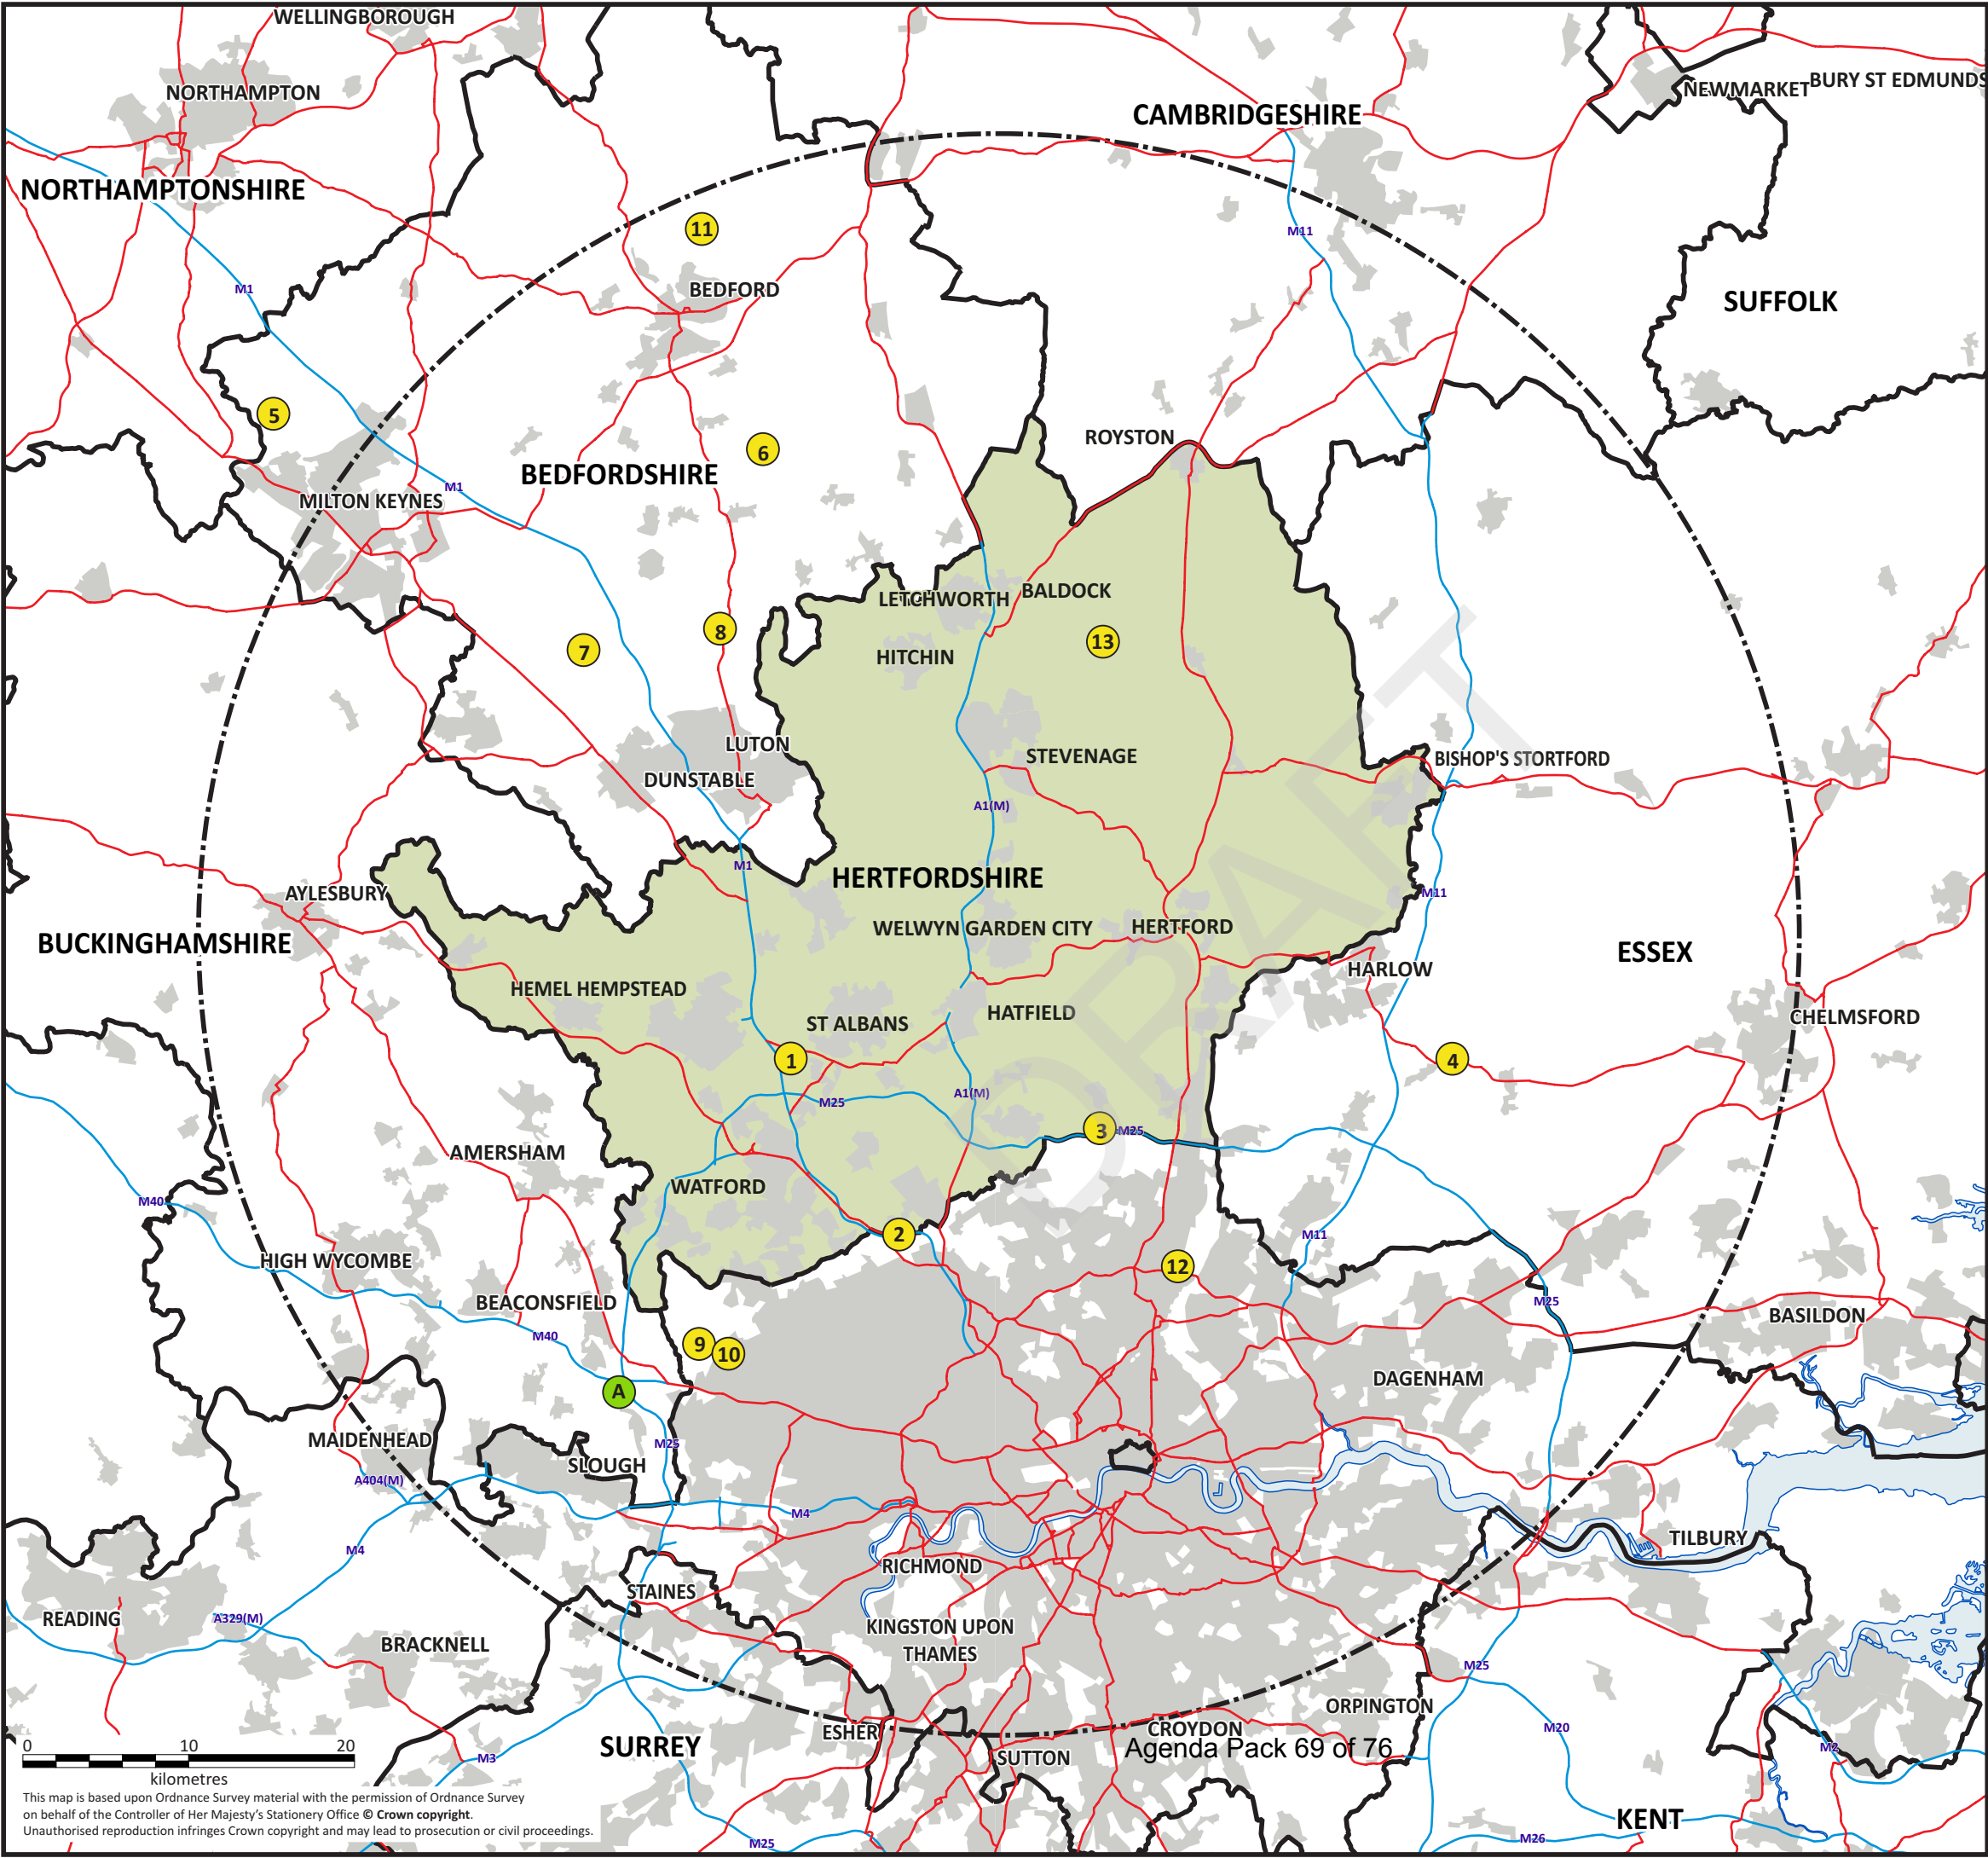 WELLINGBOROUGH
NORTHAMPTON
CAMBRIDGESHIRE
NEWMARKET
BURY ST EDMUNDS
NORTHAMPTONSHIRE
11
M11
M1
BEDFORD
SUFFOLK
5
ROYSTON
6
BEDFORDSHIRE
M1
MILTON KEYNES
LETCHWORTH
BALDOCK
8
13
7
HITCHIN
LUTON
STEVENAGE
BISHOP'S STORTFORD
DUNSTABLE
A1(M)
M1
HERTFORDSHIRE
AYLESBURY
M11
WELWYN GARDEN CITY
HERTFORD
BUCKINGHAMSHIRE
ESSEX
HARLOW
HEMEL HEMPSTEAD
ST ALBANS
HATFIELD
CHELMSFORD
DRAFT
1
4
A1(M)
M25
3
M25
AMERSHAM
WATFORD
M40
2
M11
HIGH WYCOMBE
12
BEACONSFIELD
M25
BASILDON
M40
9
10
DAGENHAM
A
MAIDENHEAD
M25
SLOUGH
A404(M)
M4
TILBURY
M4
RICHMOND
STAINES
READING
A329(M)
KINGSTON UPON
THAMES
BRACKNELL
M25
ORPINGTON
ESHER
CROYDON
M20
SURREY
Agenda Pack 69 of 76
M2
0 10 20
M3
SUTTON
kilometres
This map is based upon Ordnance Survey material with the permission of Ordnance Survey
on behalf of the Controller of Her Majesty's Stationery Office © Crown copyright.
Unauthorised reproduction infringes Crown copyright and may lead to prosecution or civil proceedings.
KENT
M25
M26